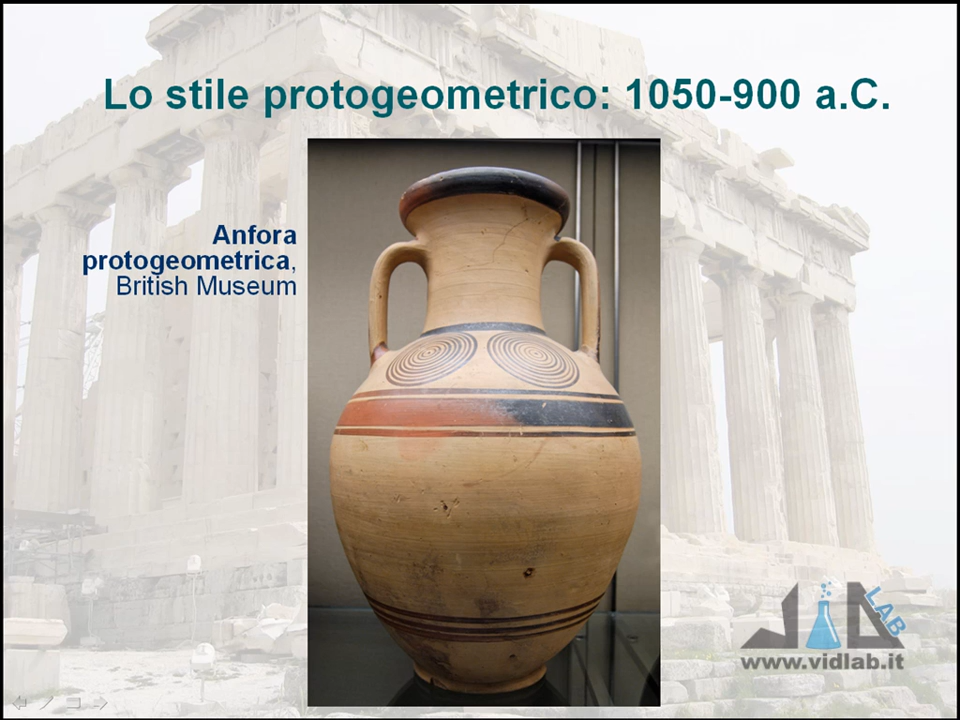 Lo stile protogeometrico: 1050-900 a.C.
Anfora
protogeometrica,
British Museum
LAB
www.vidlab.it